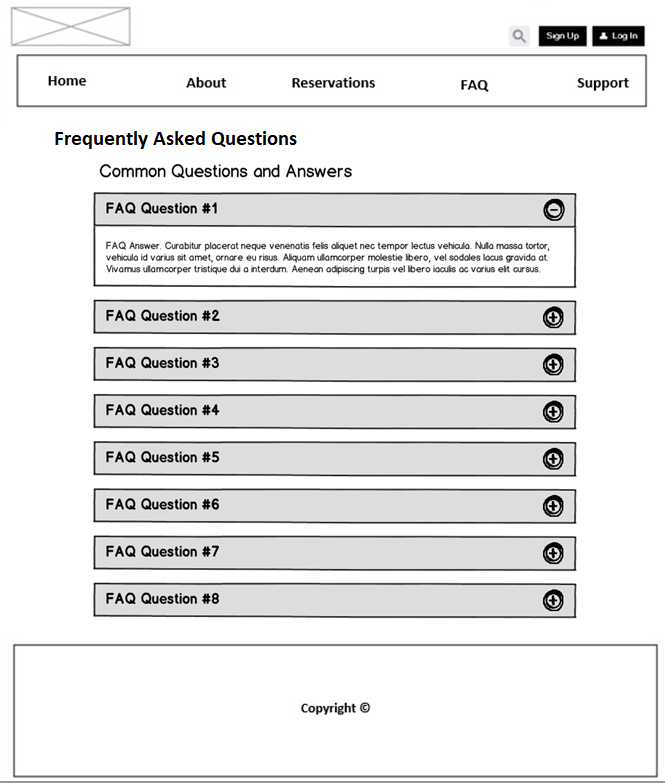 Sign Up Log In
Home About Reservations FAQ Support
Frequently Asked Questions
Common Questions and Answers
FAQ Question #1
FAQ Answer. Curabitur placerat neque venenatis felis aliquet nec tempor lectus vehicula. Nulla massa tortor,
vehicula id varius sit amet, ornare eu risus. Aliquam ullamcorper molestie libero, vel sodales lacus gravida at.
Vivamus ullamcorper tristique dui a interdum. Aenean adipiscing turpis vel libero iaculis ac varius elit cursus.
FAQ Question #2
FAQ Question #3
FAQ Question #4
FAQ Question #5
FAQ Question #6
FAQ Question #7
FAQ Question #8
Copyright ©